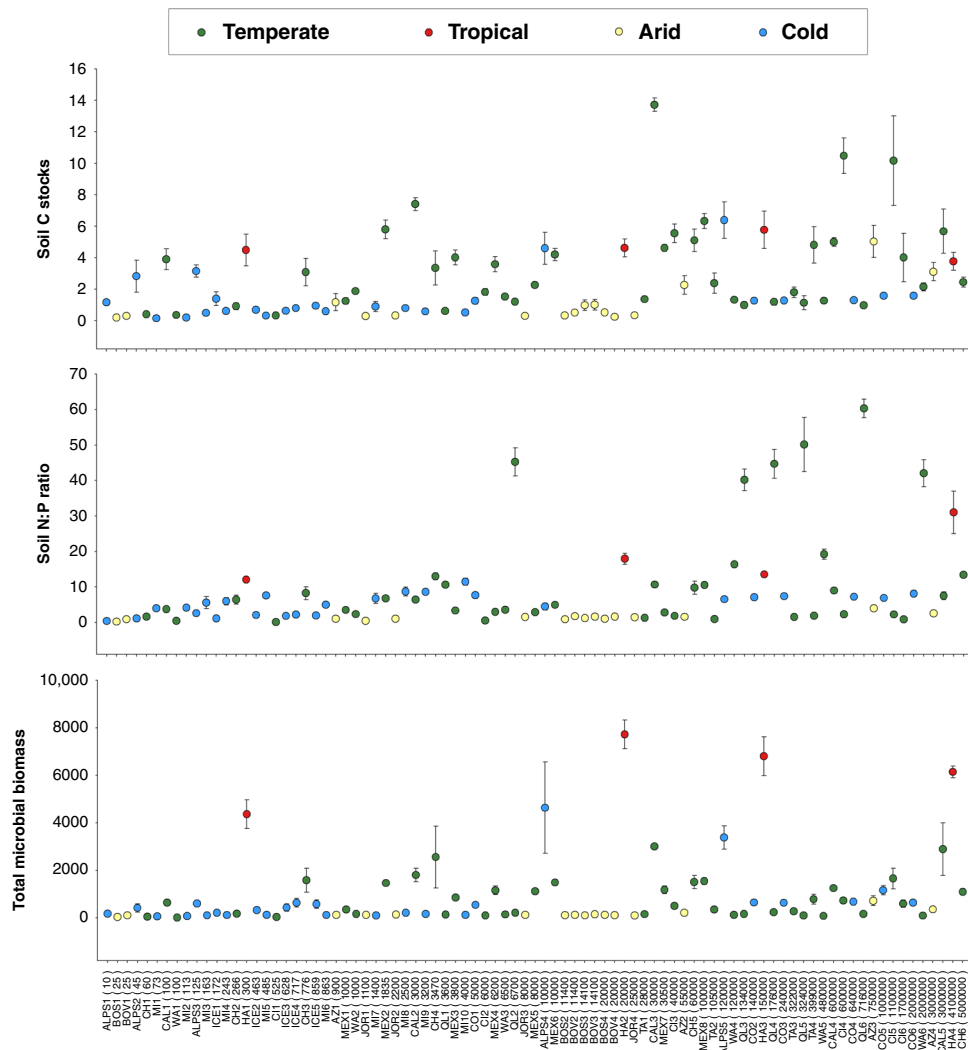 Temperate Tropical Arid Cold
Soil C stocks
16
14
12
10
8
6
4
2
0
Soil N:P ratio
70
60
50
40
30
20
10
0
Total microbial biomass
10,000
8000
6000
4000
2000
0
ALPS1 ( 10)
BOS1 ( 25)
BOV1 ( 25)
ALPS2 ( 45)
CH1 ( 60)
MI1 ( 73)
CAL1 ( 100)
WA1 ( 100)
MI2 ( 113)
ALPS3 ( 125)
MI3 ( 163)
ICE1 ( 172)
MI4 ( 243)
CH2 ( 266)
HA1 ( 300)
ICE2 ( 463)
MI5 ( 485)
CI1 ( 525)
ICE3 ( 628)
ICE4 ( 717)
CH3 ( 776)
ICE5 ( 859)
MI6 ( 883)
AZ1 ( 900)
MEX1 ( 1000)
WA2 ( 1000)
JOR1 ( 1100)
MI7 ( 1400)
MEX2 ( 1835)
JOR2 ( 2200)
MI8 ( 2500)
CAL2 ( 3000)
MI9 ( 3200)
CH4 ( 3470)
QL1 ( 3600)
MEX3 ( 3800)
MI10 ( 4000)
CO1 ( 5000)
CI2 ( 6000)
MEX4 ( 6200)
WA3 ( 6500)
QL2 ( 6700)
JOR3 ( 8000)
MEX5 ( 8000)
ALPS4 ( 10000)
MEX6 ( 10000)
BOS2 ( 11400)
BOV2 ( 11400)
BOS3 ( 14100)
BOV3 ( 14100)
BOS4 ( 20000)
BOV4 ( 20000)
HA2 ( 20000)
JOR4 ( 25000)
TA1 ( 28000)
CAL3 ( 30000)
MEX7 ( 30500)
CI3 ( 40000)
AZ2 ( 55000)
CH5 ( 60000)
MEX8 ( 100000)
TA2 ( 105000)
ALPS5 ( 120000)
WA4 ( 120000)
QL3 ( 134000)
CO2 ( 140000)
HA3 ( 150000)
QL4 ( 176000)
CO3 ( 240000)
TA3 ( 322000)
QL5 ( 324000)
TA4 ( 399000)
WA5 ( 480000)
CAL4 ( 600000)
CI4 ( 600000)
CO4 ( 640000)
QL6 ( 716000)
AZ3 ( 750000)
CO5 ( 1000000)
CI5 ( 1100000)
CI6 ( 1700000)
CO6 ( 2000000)
WA6 ( 2000000)
AZ4 ( 3000000)
CAL5 ( 3000000)
HA4 ( 4100000)
CH6 ( 5000000)